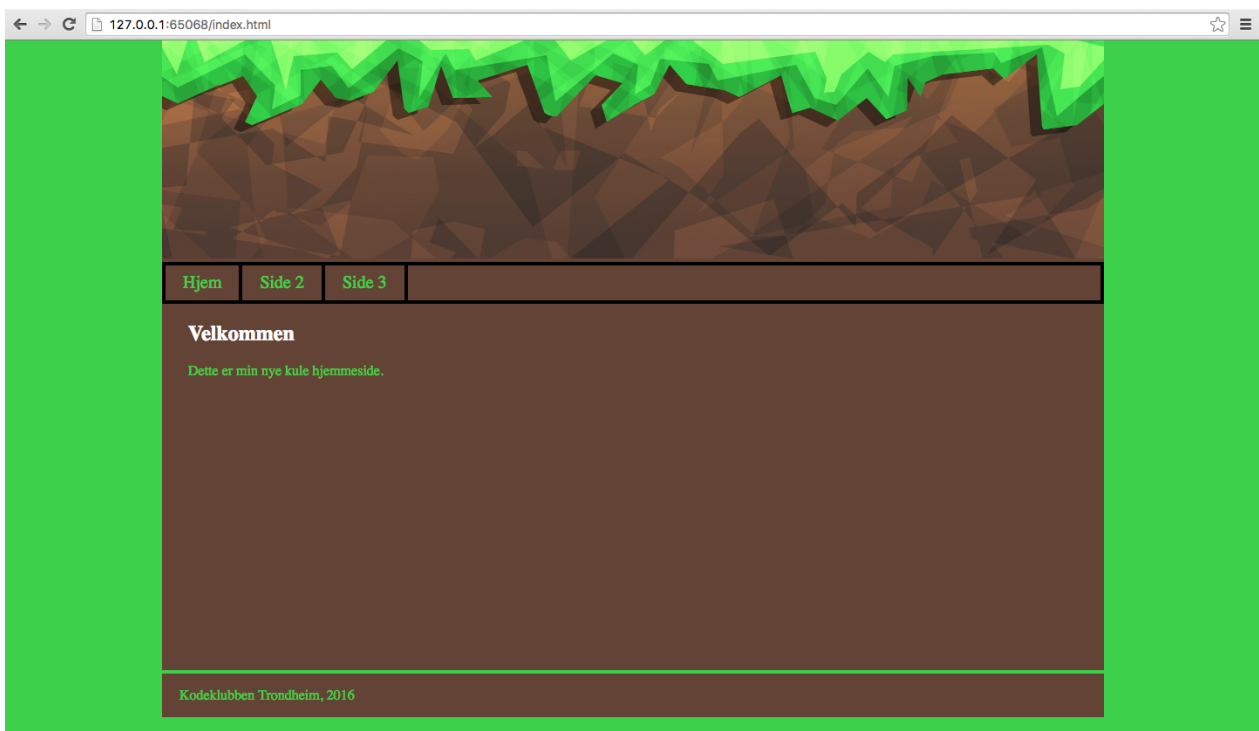 127.0.0.1:65068/index.html
Hjem Side 2 Side 3
Velkommen
Dette er min nye kule hjemmeside.
Kodeklubben Trondheim, 2016